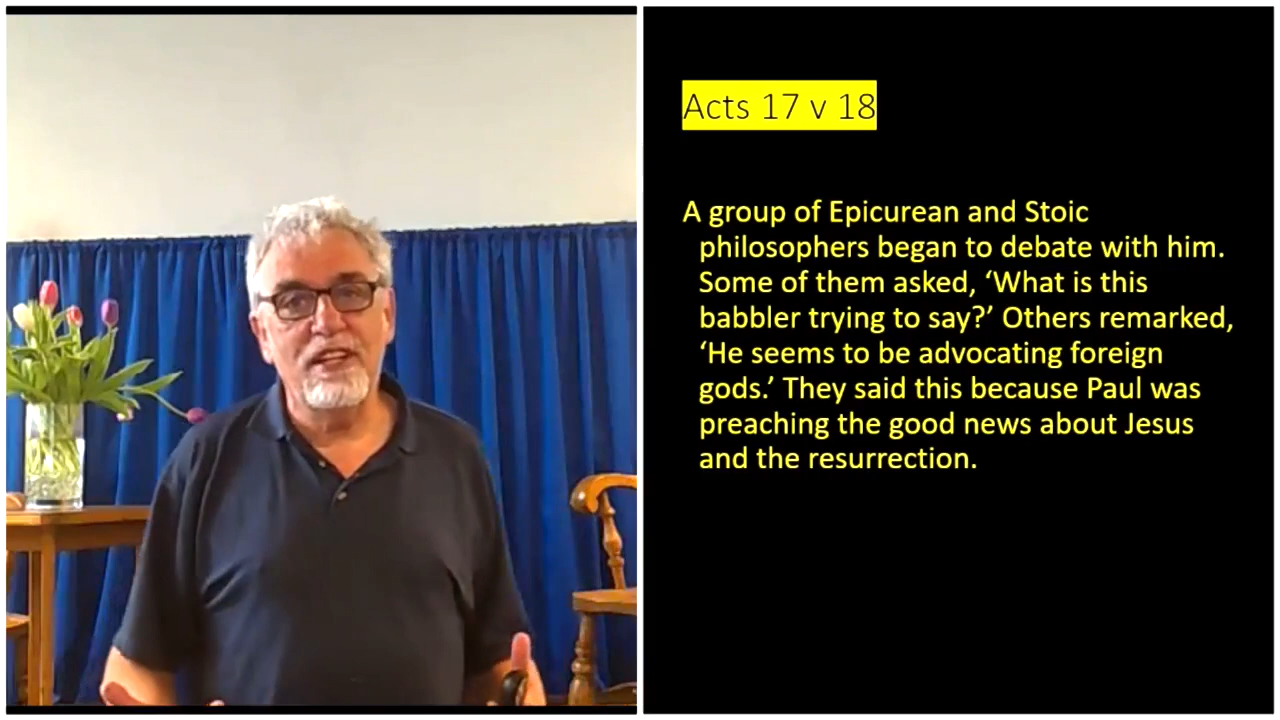 Acts 17 v 18
A group of Epicurean and Stoic
philosophers began to debate with him.
Some of them asked, ‘What is this
babbler trying to say?’ Others remarked,
‘He seems to be advocating foreign
gods.’ They said this because Paul was
preaching the good news about Jesus
and the resurrection.